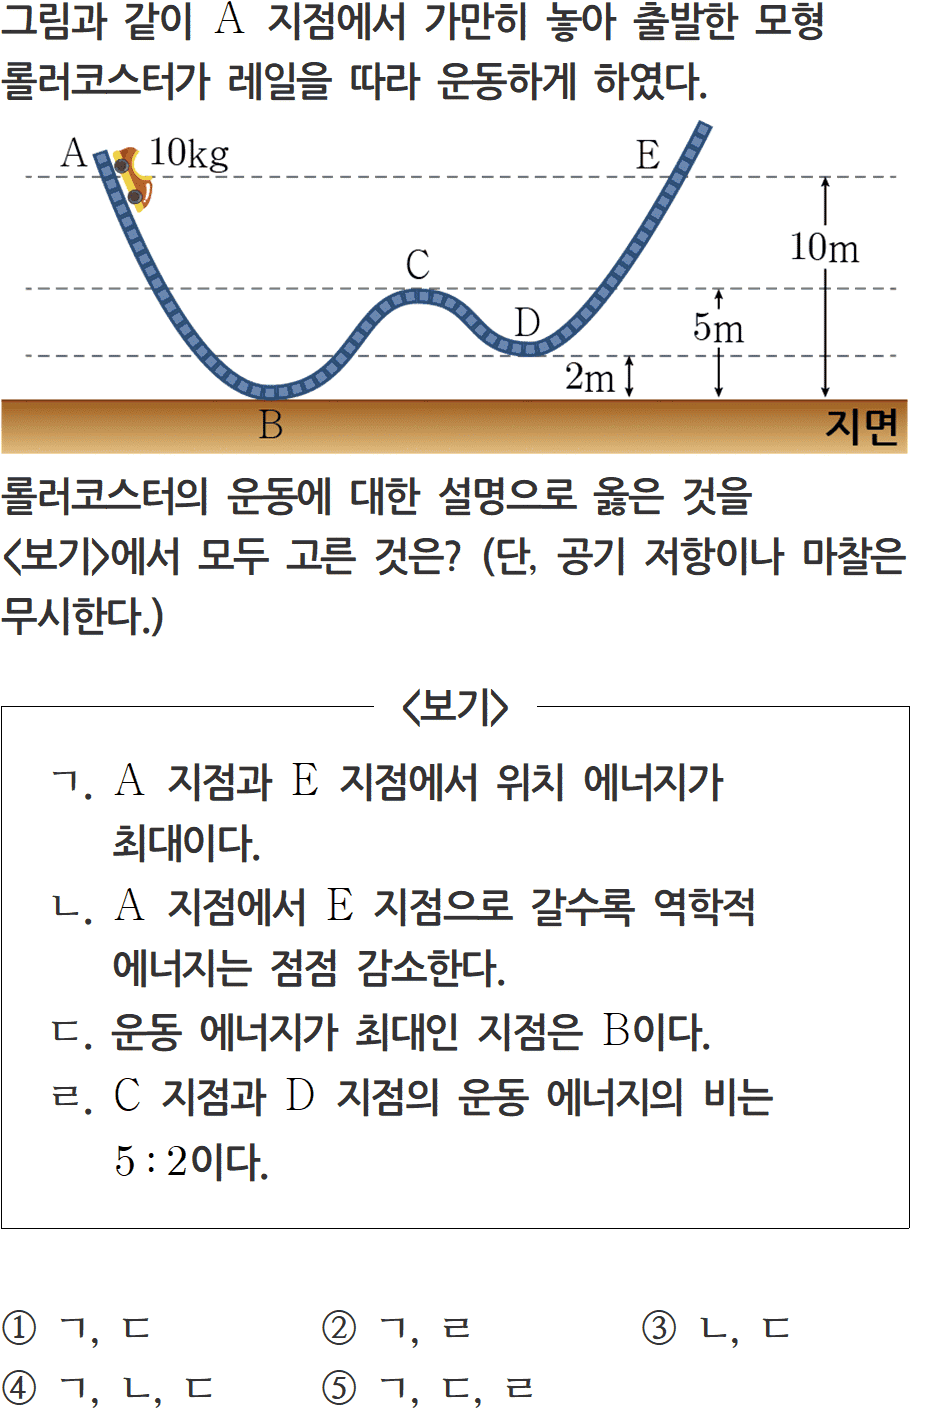 그림과 같이 A 지점에서 가만히 놓아 출발한 모형
롤러코스터가 레일을 따라 운동하게 하였다.
A 10kg E
10m
C
D 5m
2m
B 지면
롤러코스터의 운동에 대한 설명으로 옳은 것을
<보기>에서 모두 고른 것은? (단, 공기 저항이나 마찰은
무시한다.)
<보기>
ㄱ. A 지점과 E 지점에서 위치 에너지가
최대이다.
ㄴ. A 지점에서 E 지점으로 갈수록 역학적
에너지는 점점 감소한다.
ㄷ. 운동 에너지가 최대인 지점은 B이다.
ㄹ. C 지점과 D 지점의 운동 에너지의 비는
5 : 2이다.
① ㄱ, ㄷ ② ㄱ, ㄹ ③ ㄴ, ㄷ
④ ㄱ, ㄴ, ㄷ ⑤ ㄱ, ㄷ, ㄹ